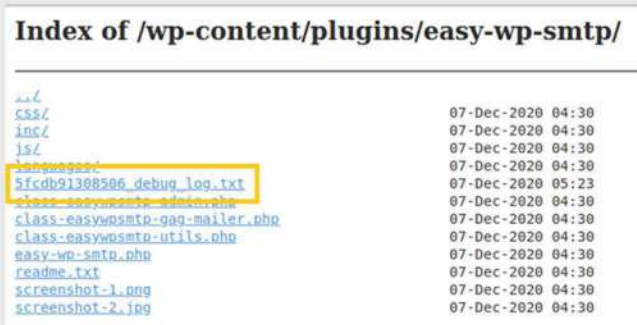 Index of /wp-content/plugins/easy-wp-smtp/
../
css/ 07-Dec-2020 04:30
inc/ 07-Dec-2020 04:30
js/ 07-Dec-2020 04:30
languages/ 07-Dec-2020 04:30
5fcdb91308506_debug_log.txt 07-Dec-2020 05:23
class-easywpsmtp-admin.php 07-Dec-2020 04:30
class-easywpsmtp-gag-mailer.php 07-Dec-2020 04:30
class-easywpsmtp-utils.php 07-Dec-2020 04:30
easy-wp-smtp.php 07-Dec-2020 04:30
readme.txt 07-Dec-2020 04:30
screenshot-1.png 07-Dec-2020 04:30
screenshot-2.jpg 07-Dec-2020 04:30